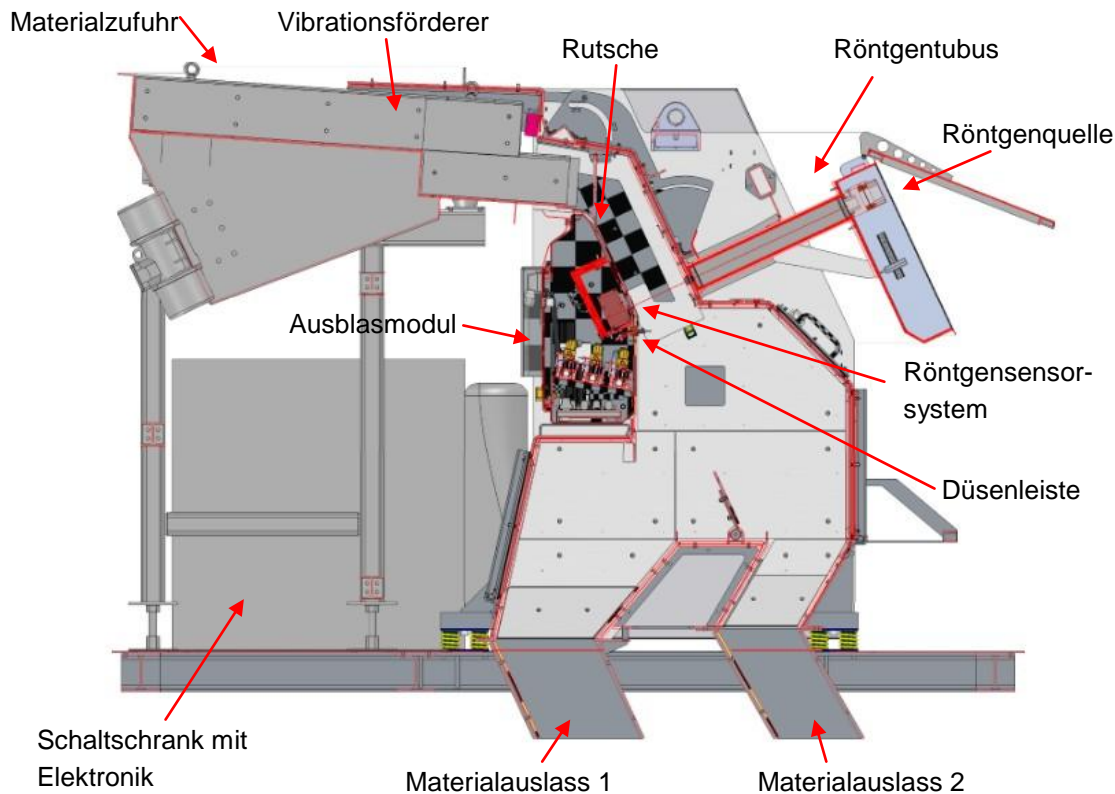 Materialzufuhr
Vibrationsförderer
Rutsche
Röntgentubus
Röntgenquelle
Ausblasmodul
Röntgensensor-
system
Düsenleiste
Schaltschrank mit
Elektronik
Materialauslass 1
Materialauslass 2